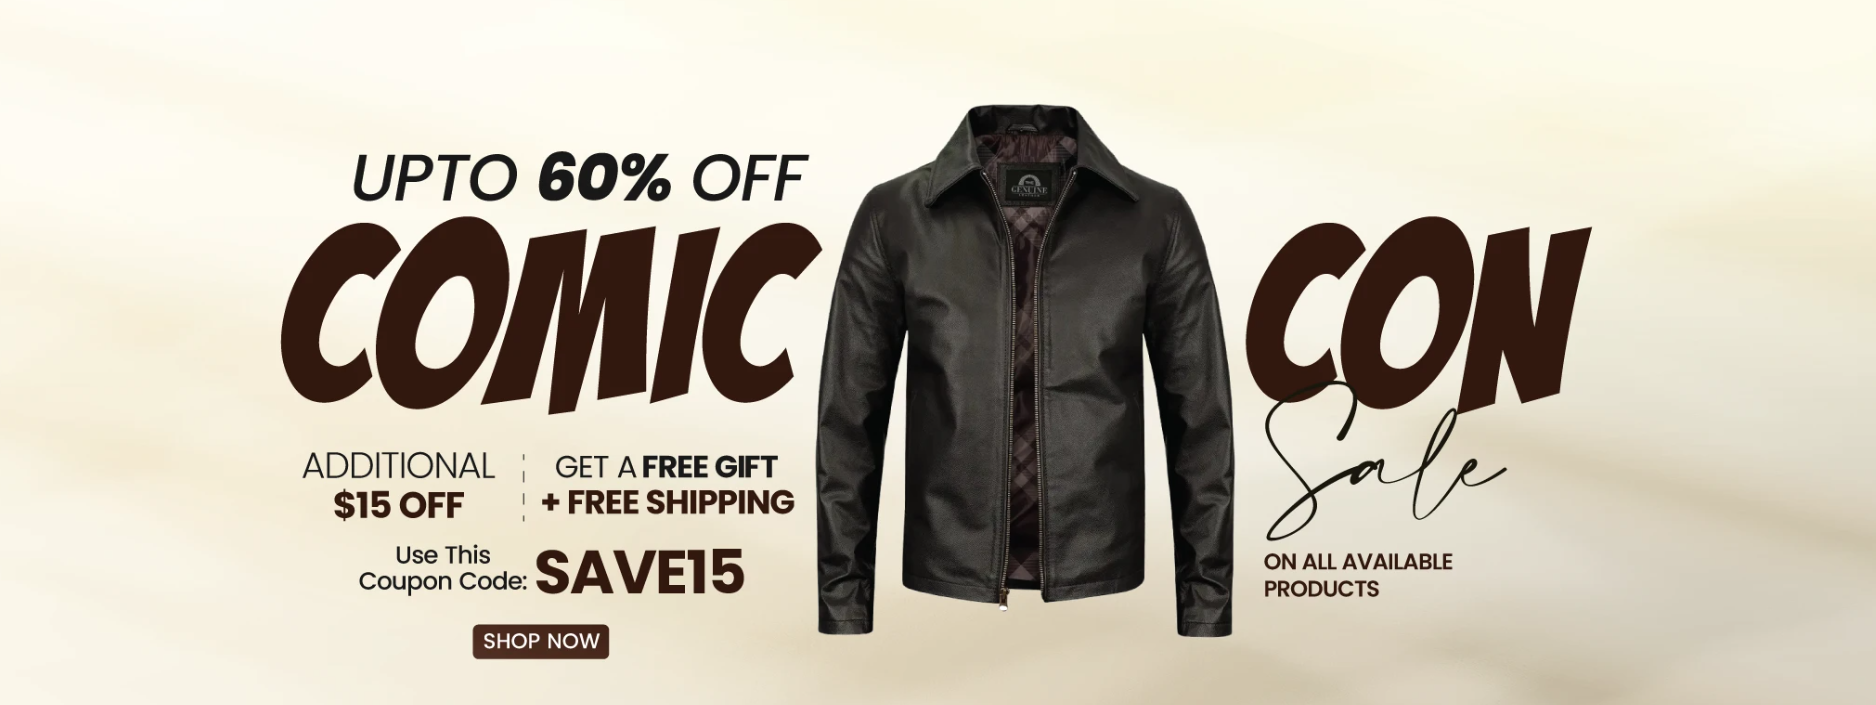 UPTO 60% OFF
COMIC CON
Sale
ADDITIONAL
$15 OFF
GET A FREE GIFT
+ FREE SHIPPING
Use This
Coupon Code: SAVE15
SHOP NOW
ON ALL AVAILABLE
PRODUCTS
GENUINE